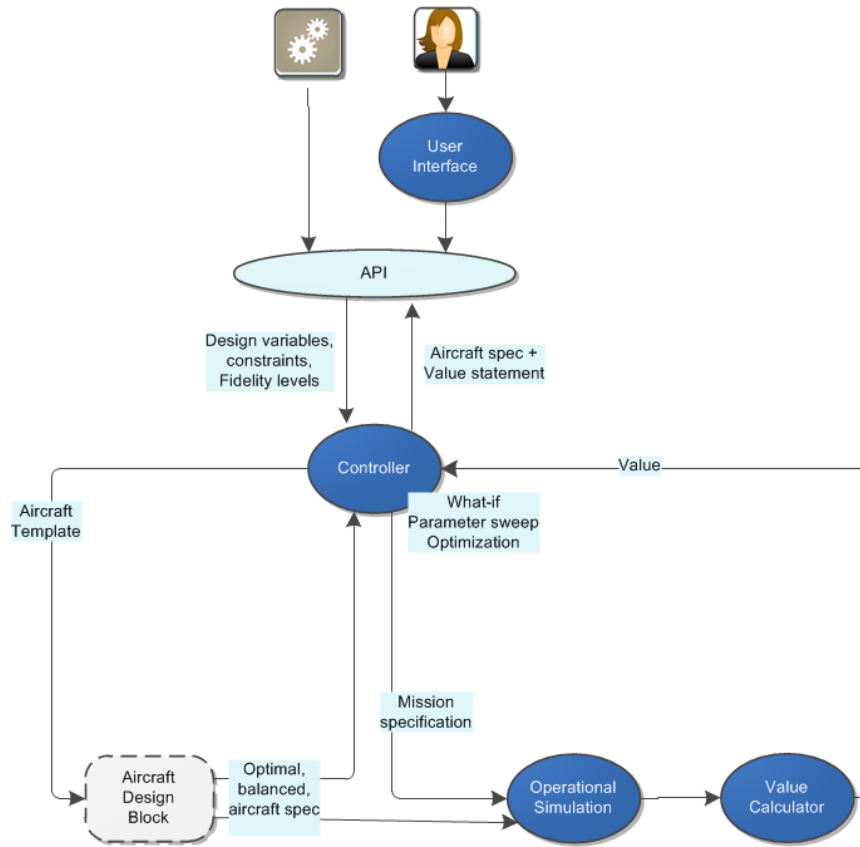 User
Interface
API
Design variables,
constraints,
Fidelity levels
Aircraft spec +
Value statement
Controller
Value
What-if
Parameter sweep
Optimization
Aircraft
Template
Mission
specification
Aircraft
Design
Block
Optimal,
balanced,
aircraft spec
Operational
Simulation
Value
Calculator